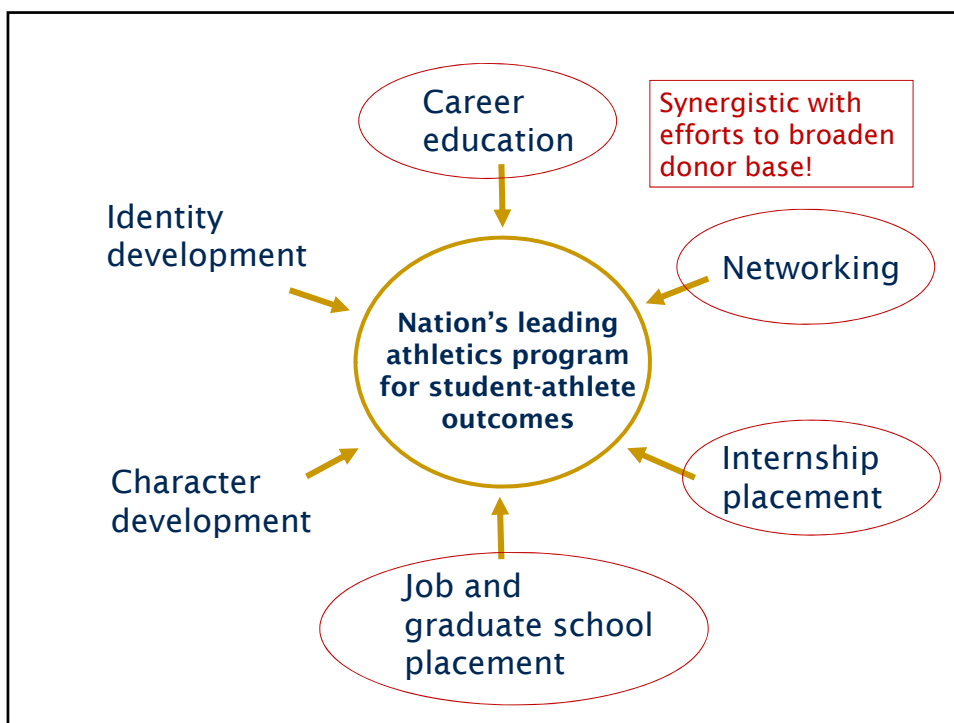 Career
education
Synergistic with
efforts to broaden
donor base!
Identity
development
Networking
Nation’s leading
athletics program
for student-athlete
outcomes
Character
development
Internship
placement
Job and
graduate school
placement